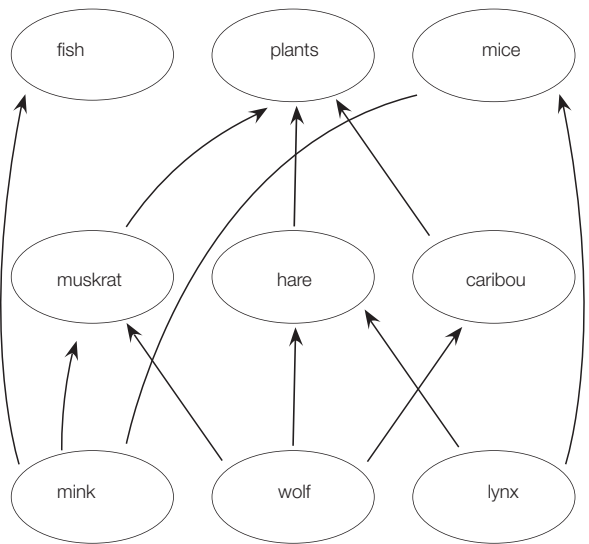 fish
plants
mice
muskrat
hare
caribou
mink
wolf
lynx